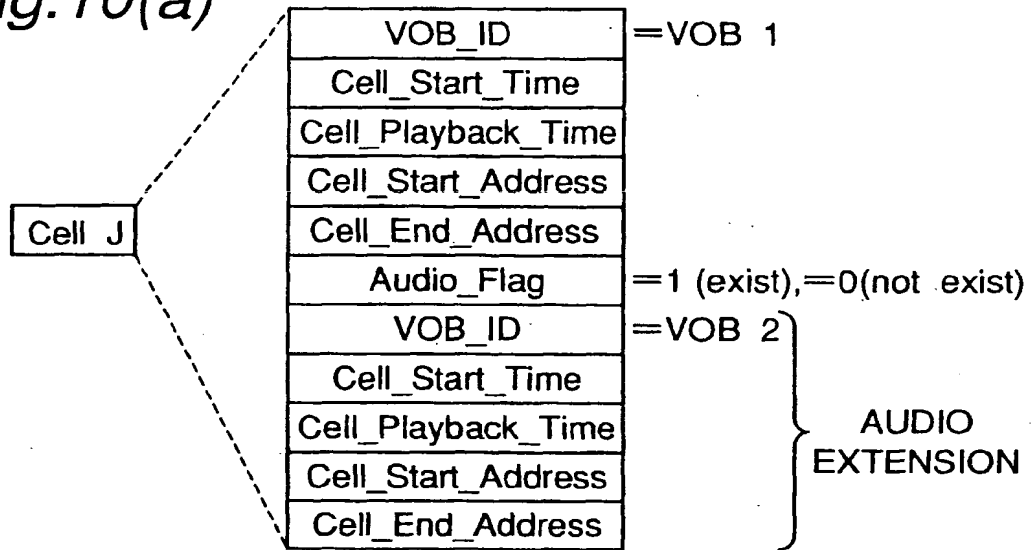 ig.10(a)
VOB_ID =VOB 1
Cell_Start_Time
Cell_Playback_Time
Cell_Start_Address
Cell_End_Address
Cell J
Audio_Flag =1 (exist),=0(not exist)
VOB_ID =VOB 2
Cell_Start_Time
Cell_Playback_Time
AUDIO
EXTENSION
Cell_Start_Address
Cell_End_Address